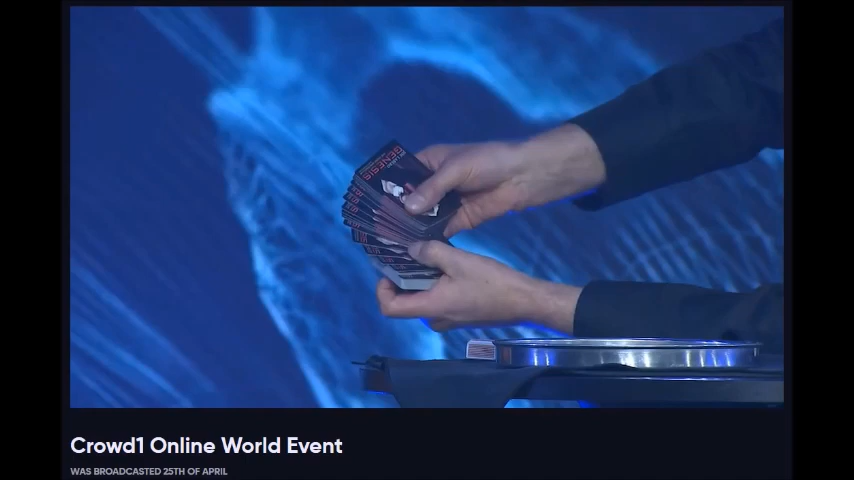 GENESIS
Crowd1 Online World Event
WAS BROADCASTED 25TH OF APRIL